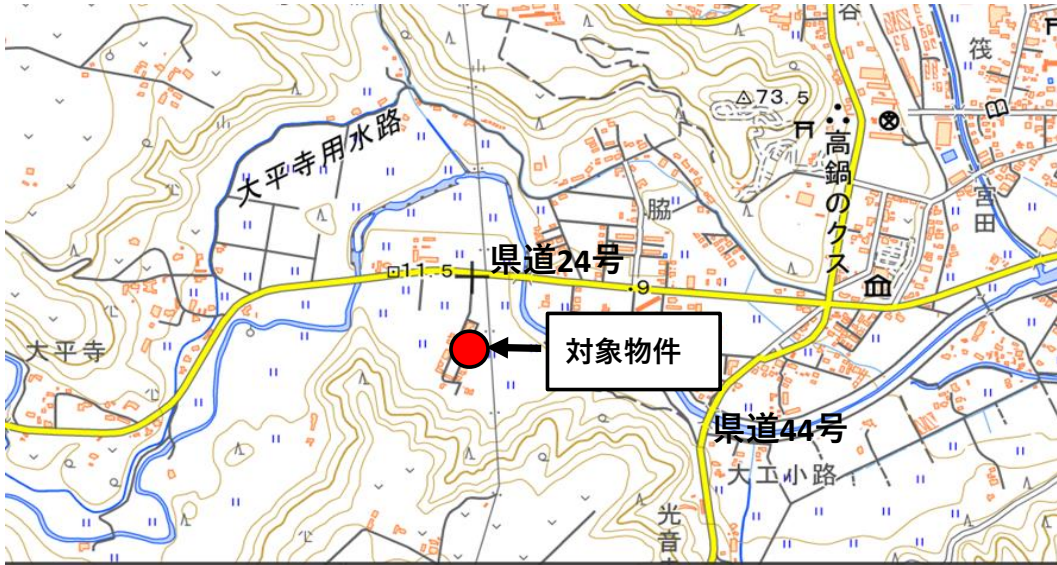 谷
筏
73.5
高鍋のクス
大平寺用水路
宮田
脇
県道24号
11.5
9
対象物件
大平寺
県道44号
大工小路
光音